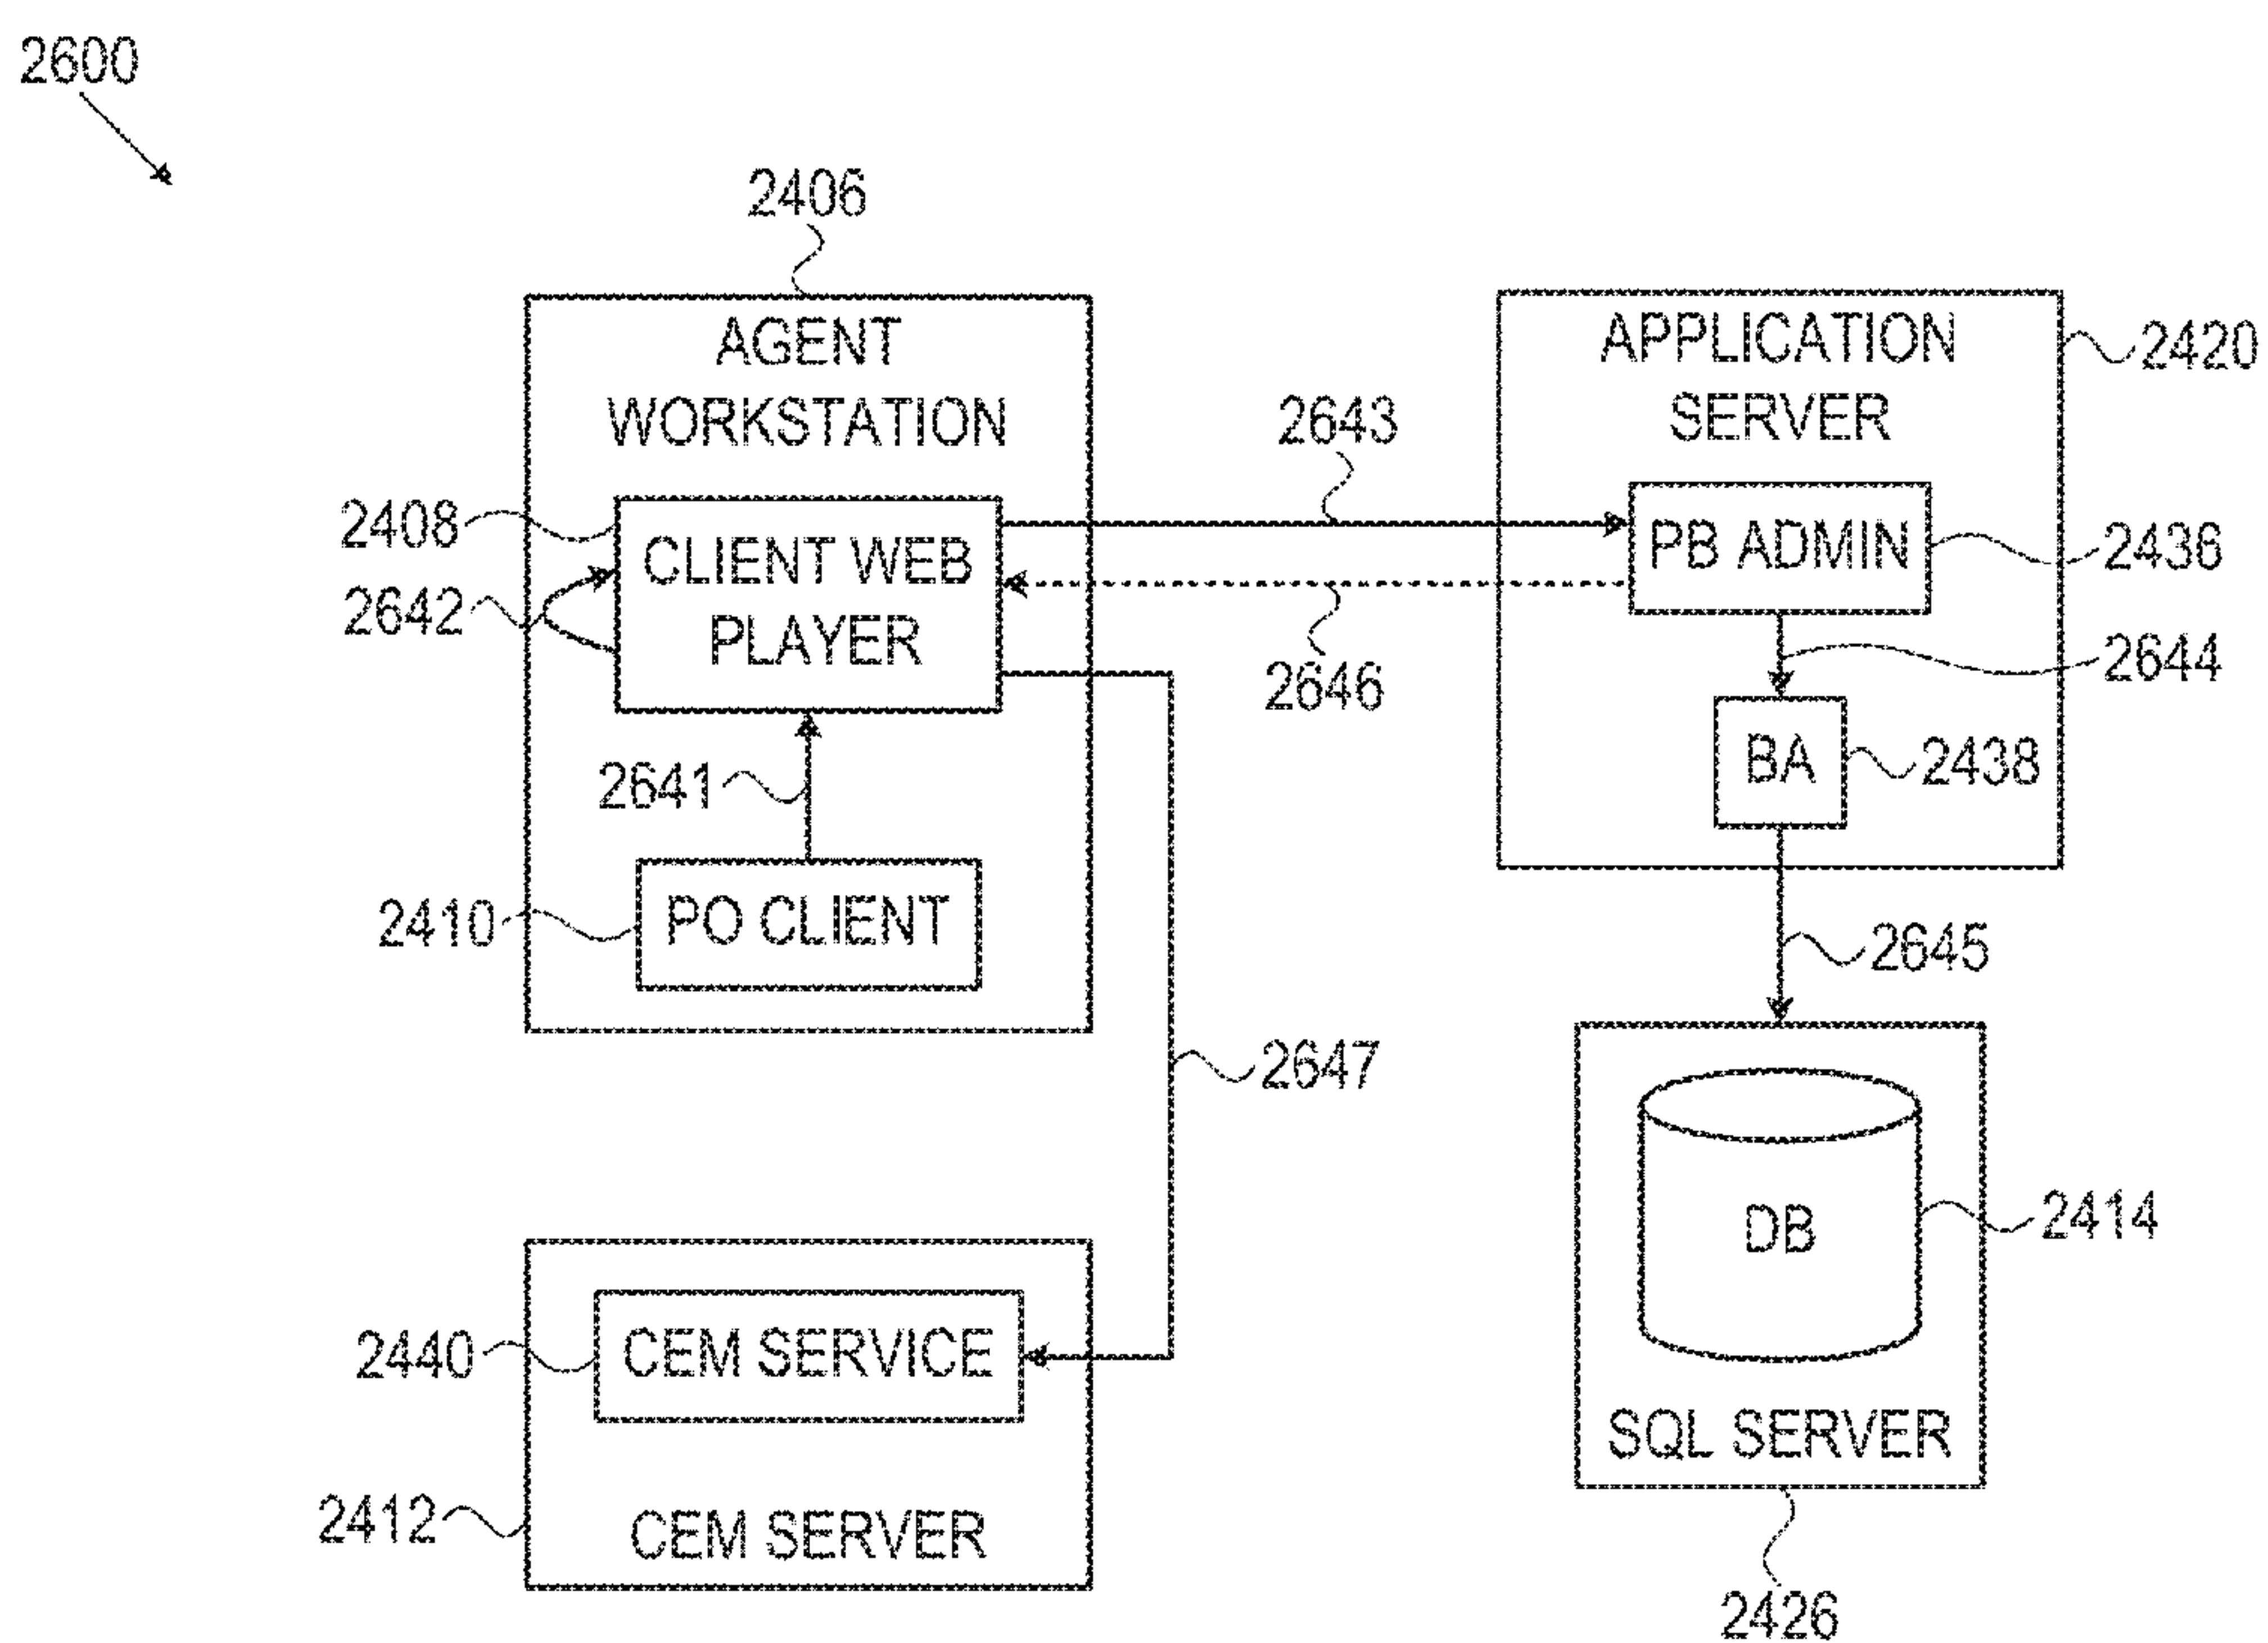 2600
2406
AGENT
WORKSTATION
APPLICATION
SERVER
2420
2643
2408
CLIENT WEB
PLAYER
PB ADMIN
2436
2642
2646
2644
2641
BA
2438
2410
PO CLIENT
2645
2647
DB
2414
2440
CEM SERVICE
SQL SERVER
2412
CEM SERVER
2426